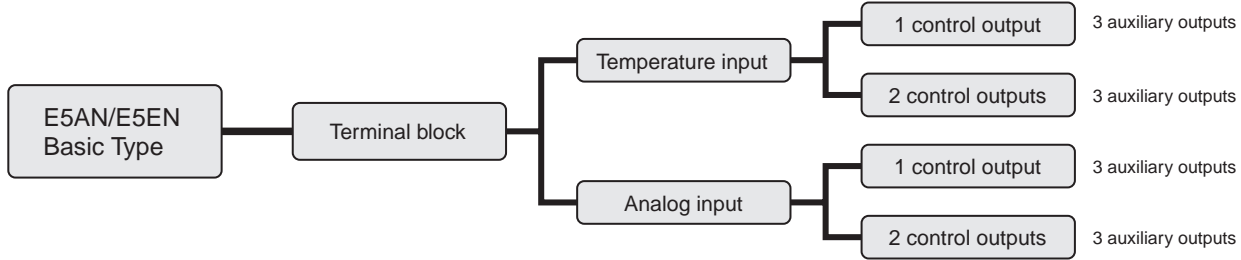 E5AN/E5EN
Basic Type
Terminal block
Temperature input
1 control output
3 auxiliary outputs
2 control outputs
3 auxiliary outputs
Analog input
1 control output
3 auxiliary outputs
2 control outputs
3 auxiliary outputs